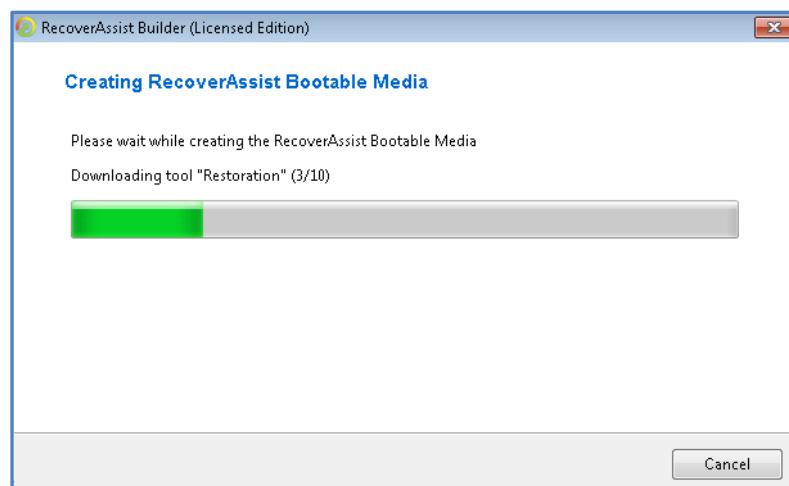 RecoverAssist Builder (Licensed Edition)
Creating RecoverAssist Bootable Media
Please wait while creating the RecoverAssist Bootable Media
Downloading tool "Restoration" (3/10)
Cancel